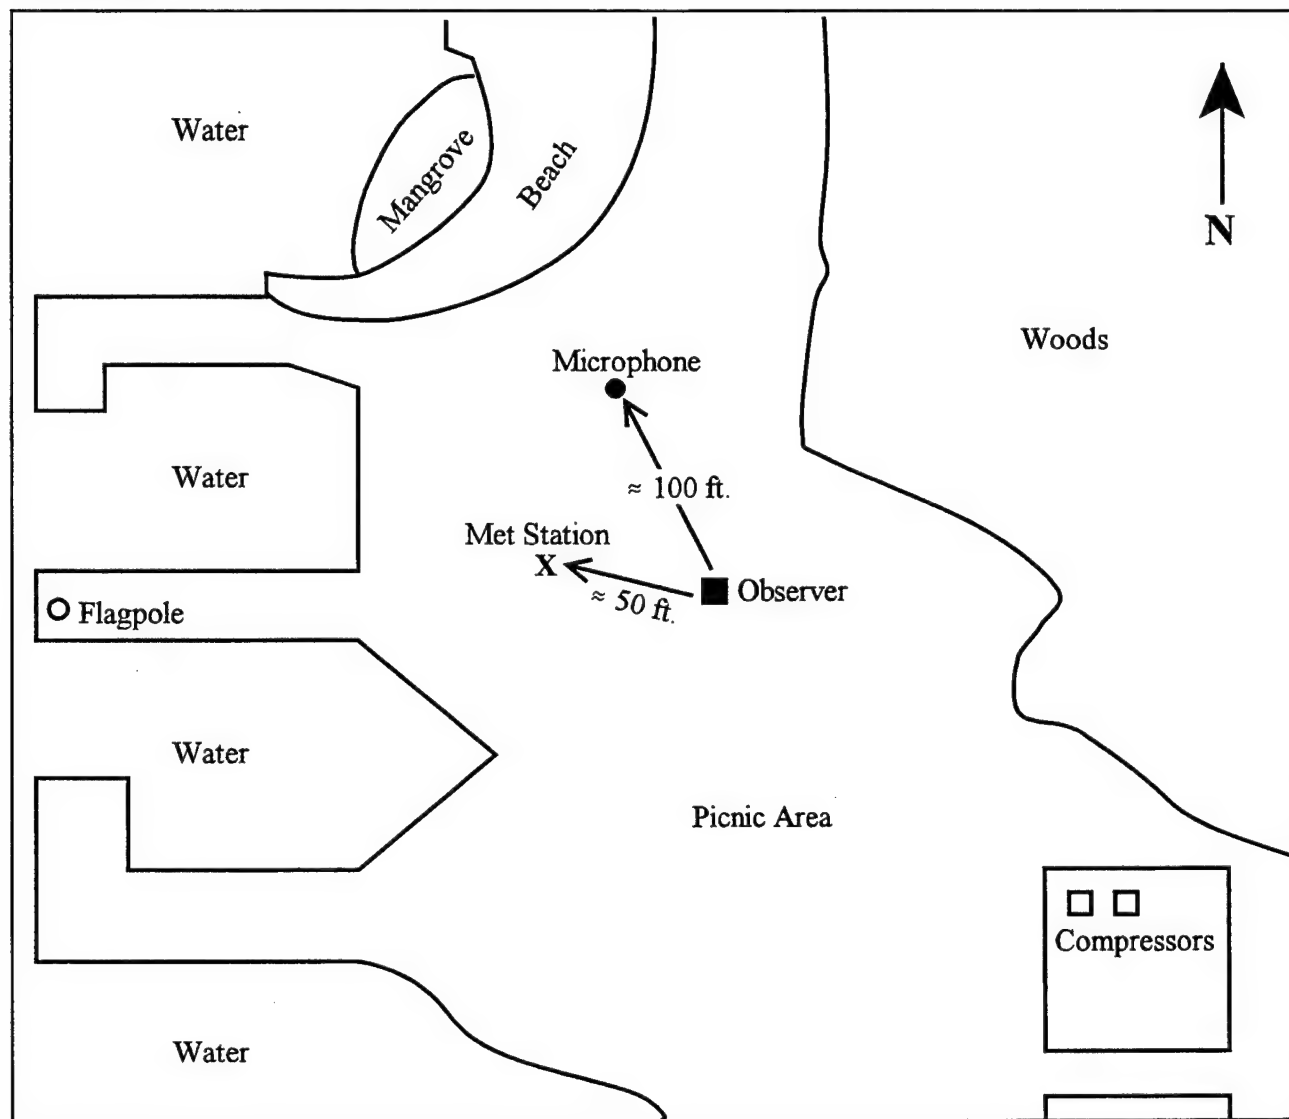 Water
Mangrove
Beach
N
Woods
Microphone
≈ 100 ft.
Water
Met Station
X
≈ 50 ft.
Observer
Flagpole
Water
Picnic Area
Compressors
Water